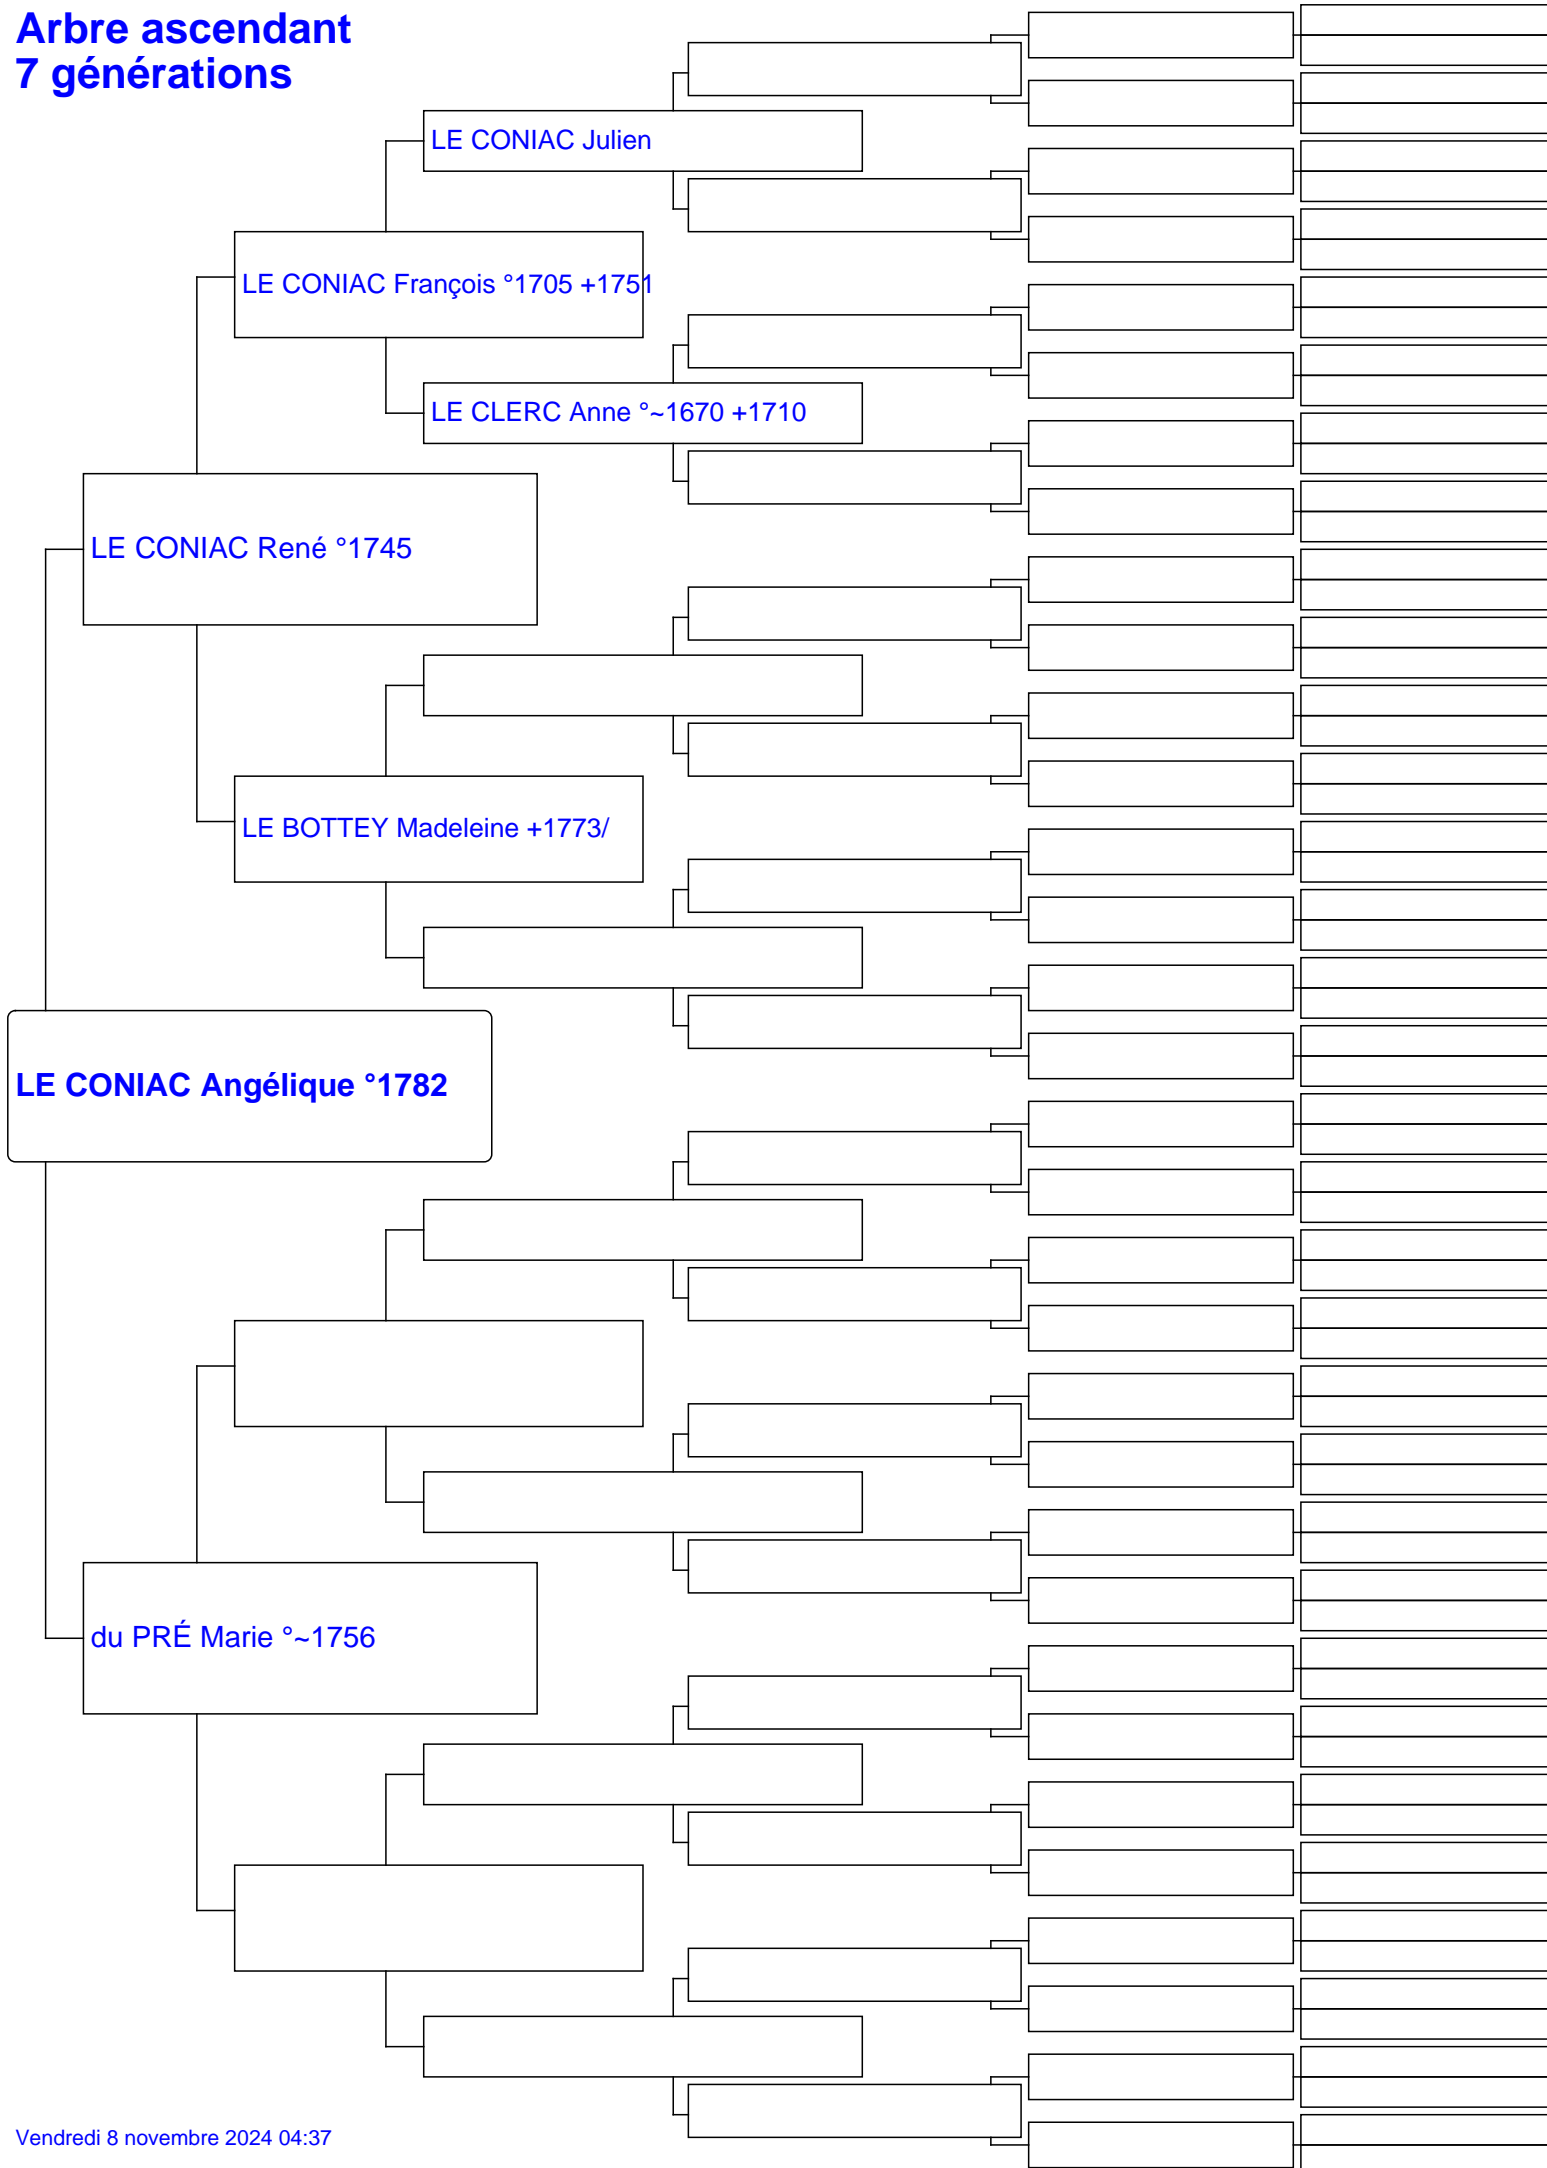 Arbre ascendant
7 générations
LE CONIAC Julien
LE CONIAC François °1705 +1751
LE CLERC Anne °~1670 +1710
LE CONIAC René °1745
LE BOTTEY Madeleine +1773/
LE CONIAC Angélique °1782
du PRÉ Marie °~1756
Vendredi 8 novembre 2024 04:37